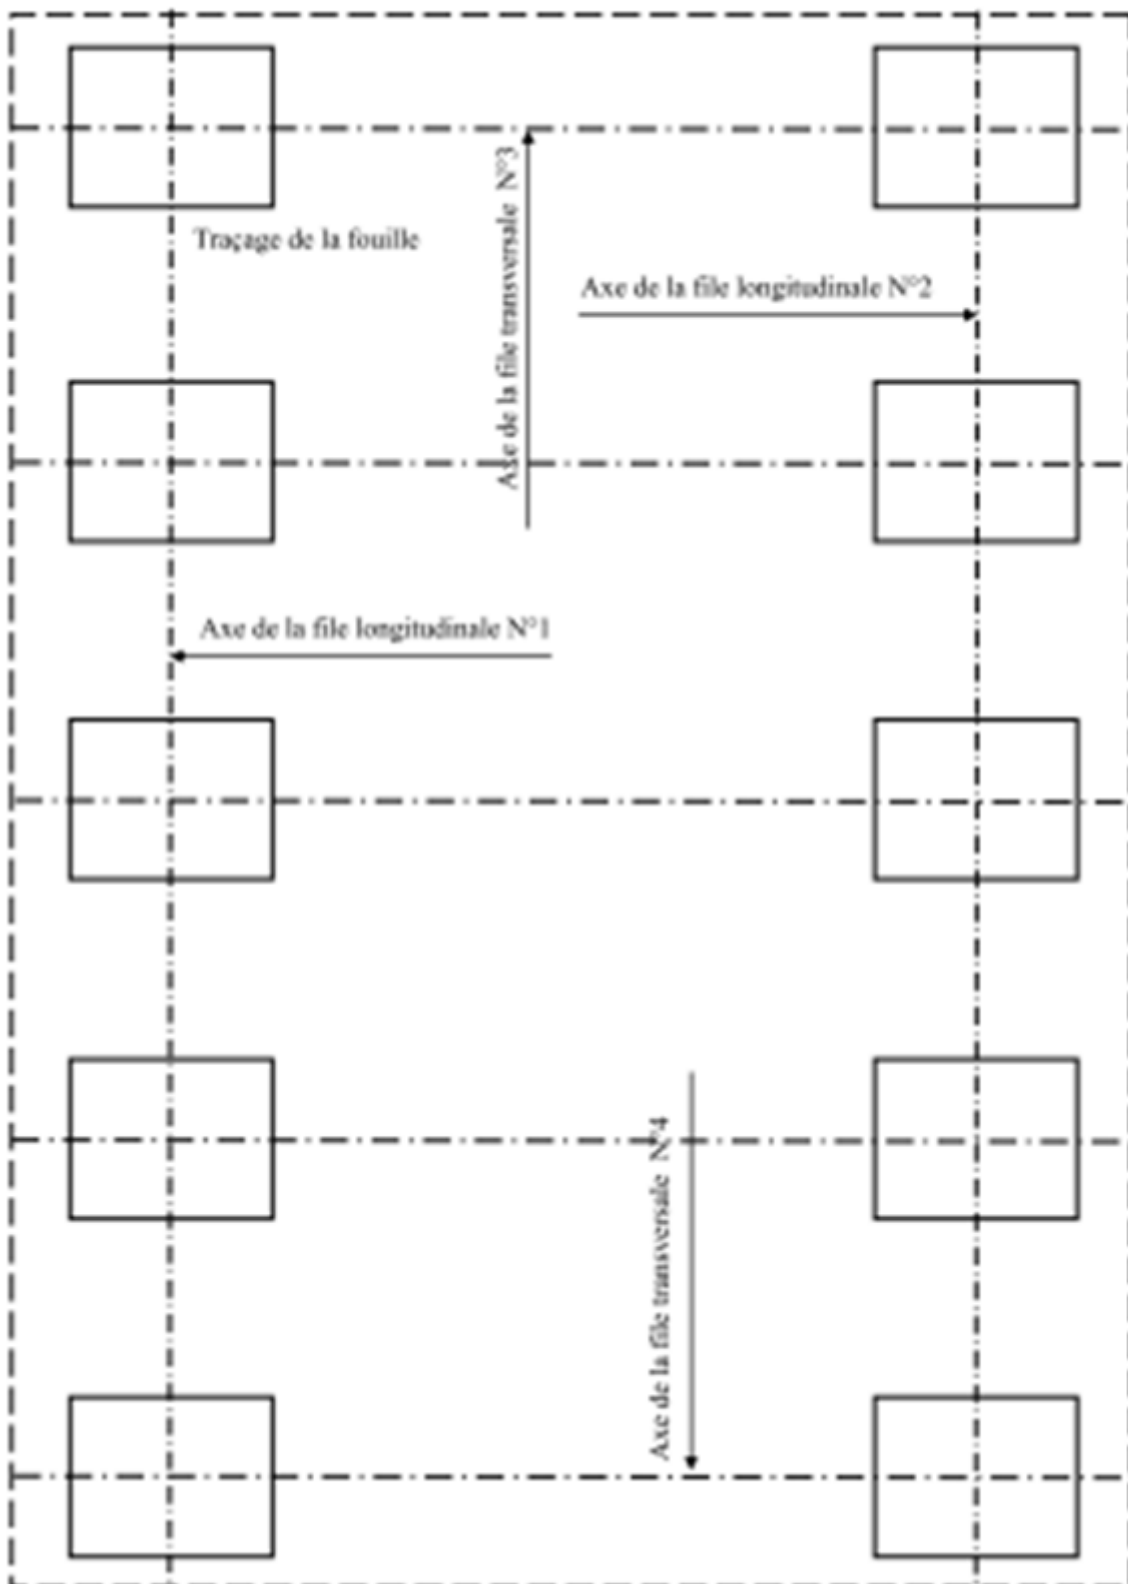 Traçage de la fouille
Axe de la file transversale N°3
Axe de la file longitudinale N°2
Axe de la file longitudinale N°1
Axe de la file transversale N°4